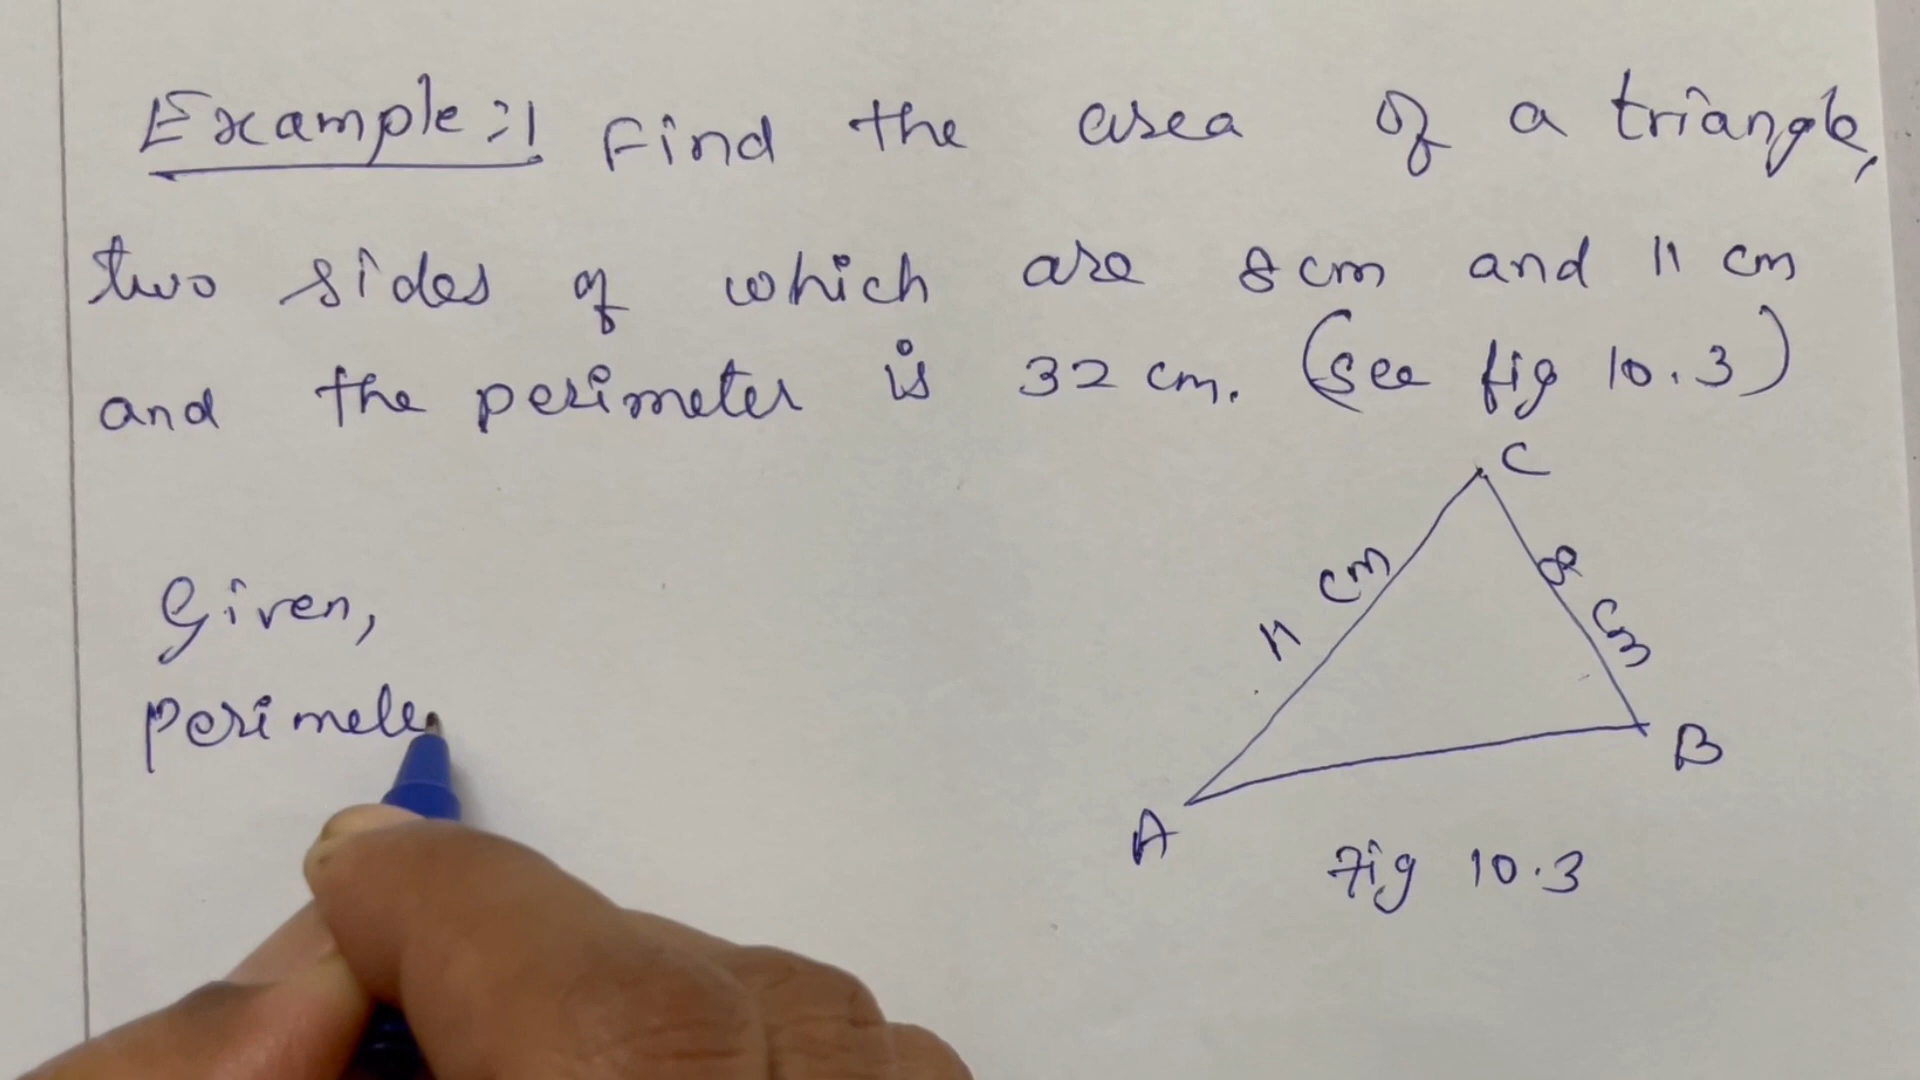 Example:1 Find the area of a triangle,
two sides of which are 8 cm and 11 cm
and the perimeter is 32 cm. (see fig 10.3)
C
11 cm
8 cm
Given,
Perimete
B
A
Fig 10.3